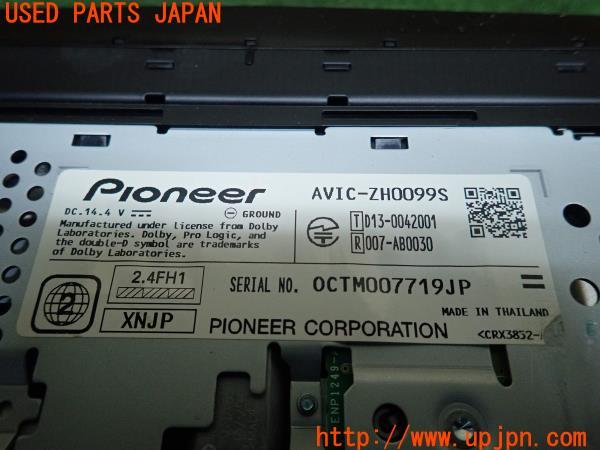 USED PARTS JAPAN
Pioneer
AVIC-ZH0099S
DC.14.4 V
GROUND
Manufactured under license from Dolby
Laboratories. Dolby, Pro Logic, and
the double-D symbol are trademarks
of Dolby Laboratories.
T D13-0042001
R 007-AB0030
2
2.4FH1
XNJP
SERIAL NO. OCTM007719JP
PIONEER CORPORATION
MADE IN THAILAND
<CRX3852-
ENP1249-
http://www.upjpn.com/